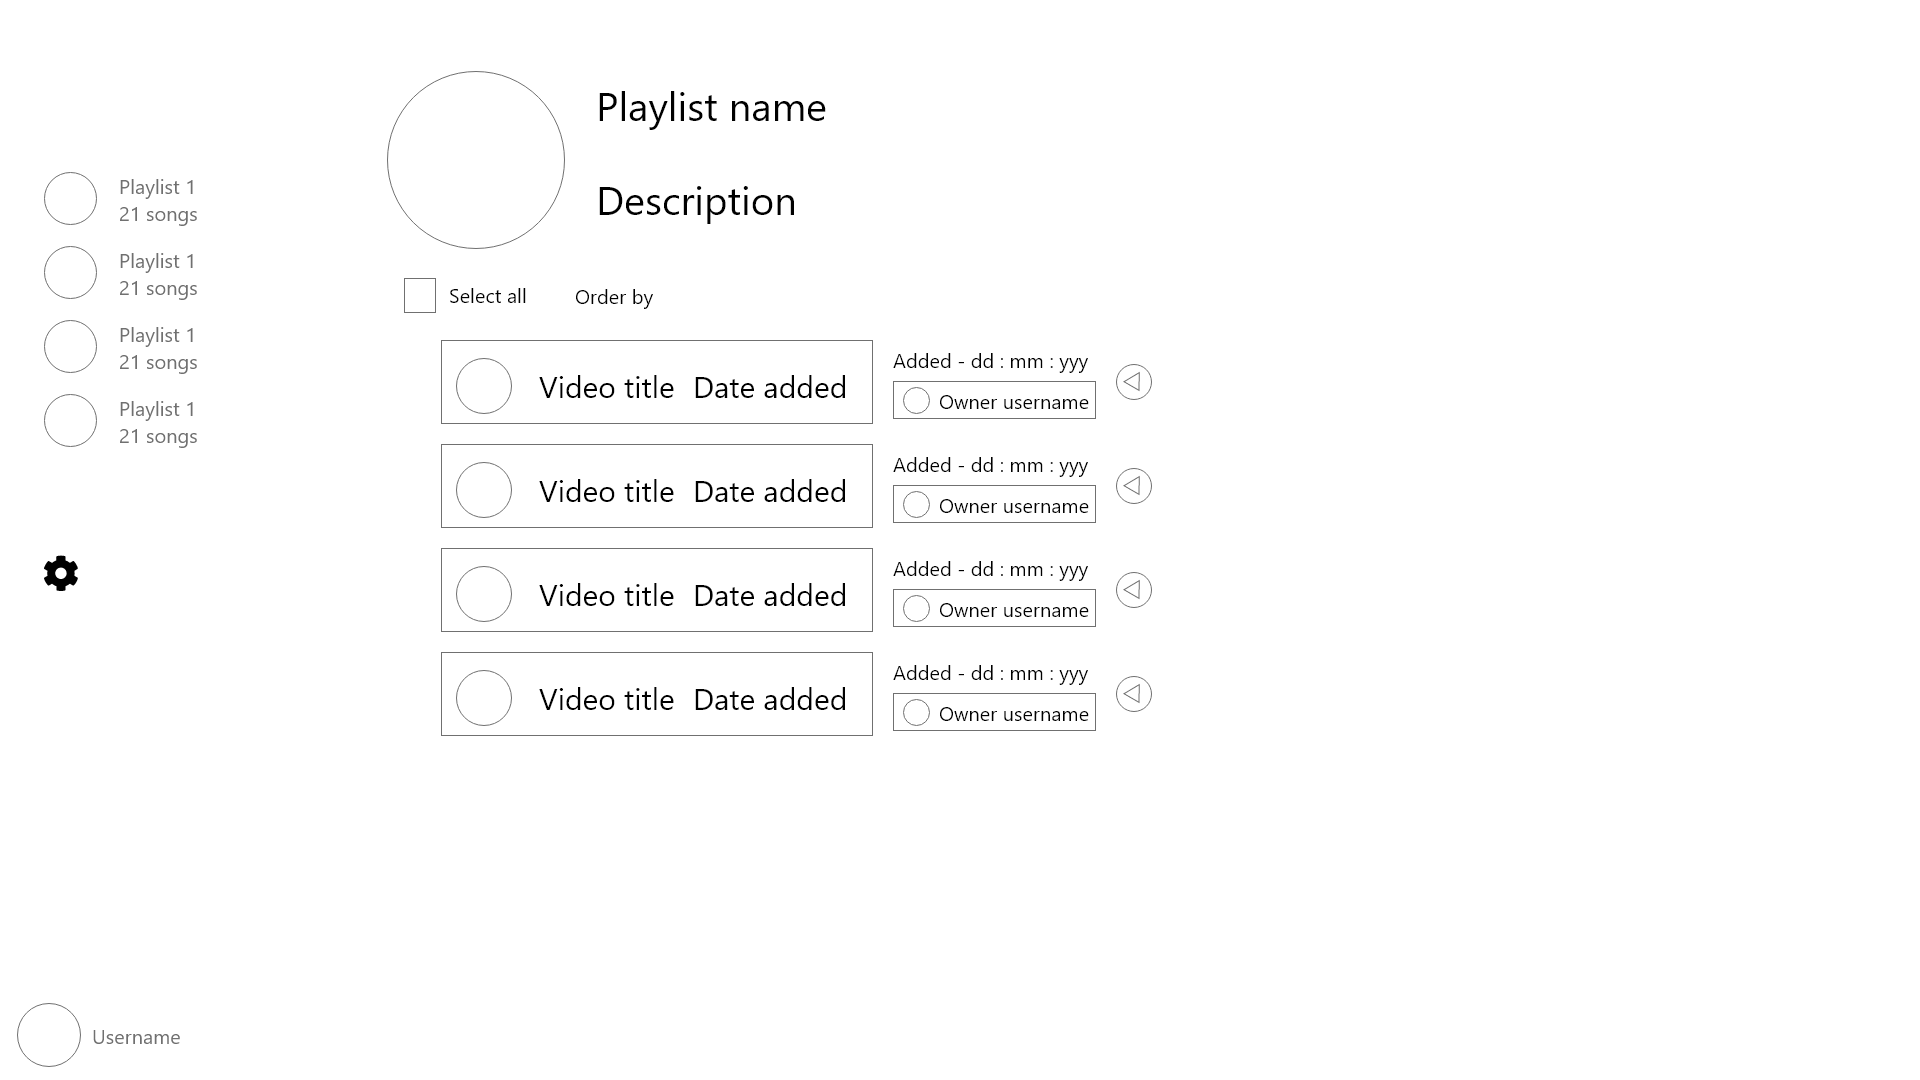 Playlist name
Description
Playlist 1
21 songs
Playlist 1
21 songs
Playlist 1
21 songs
Playlist 1
21 songs
Select all
Order by
Video title Date added
Added - dd : mm : yyy
Owner username
Video title Date added
Added - dd : mm : yyy
Owner username
Video title Date added
Added - dd : mm : yyy
Owner username
Video title Date added
Added - dd : mm : yyy
Owner username
Username